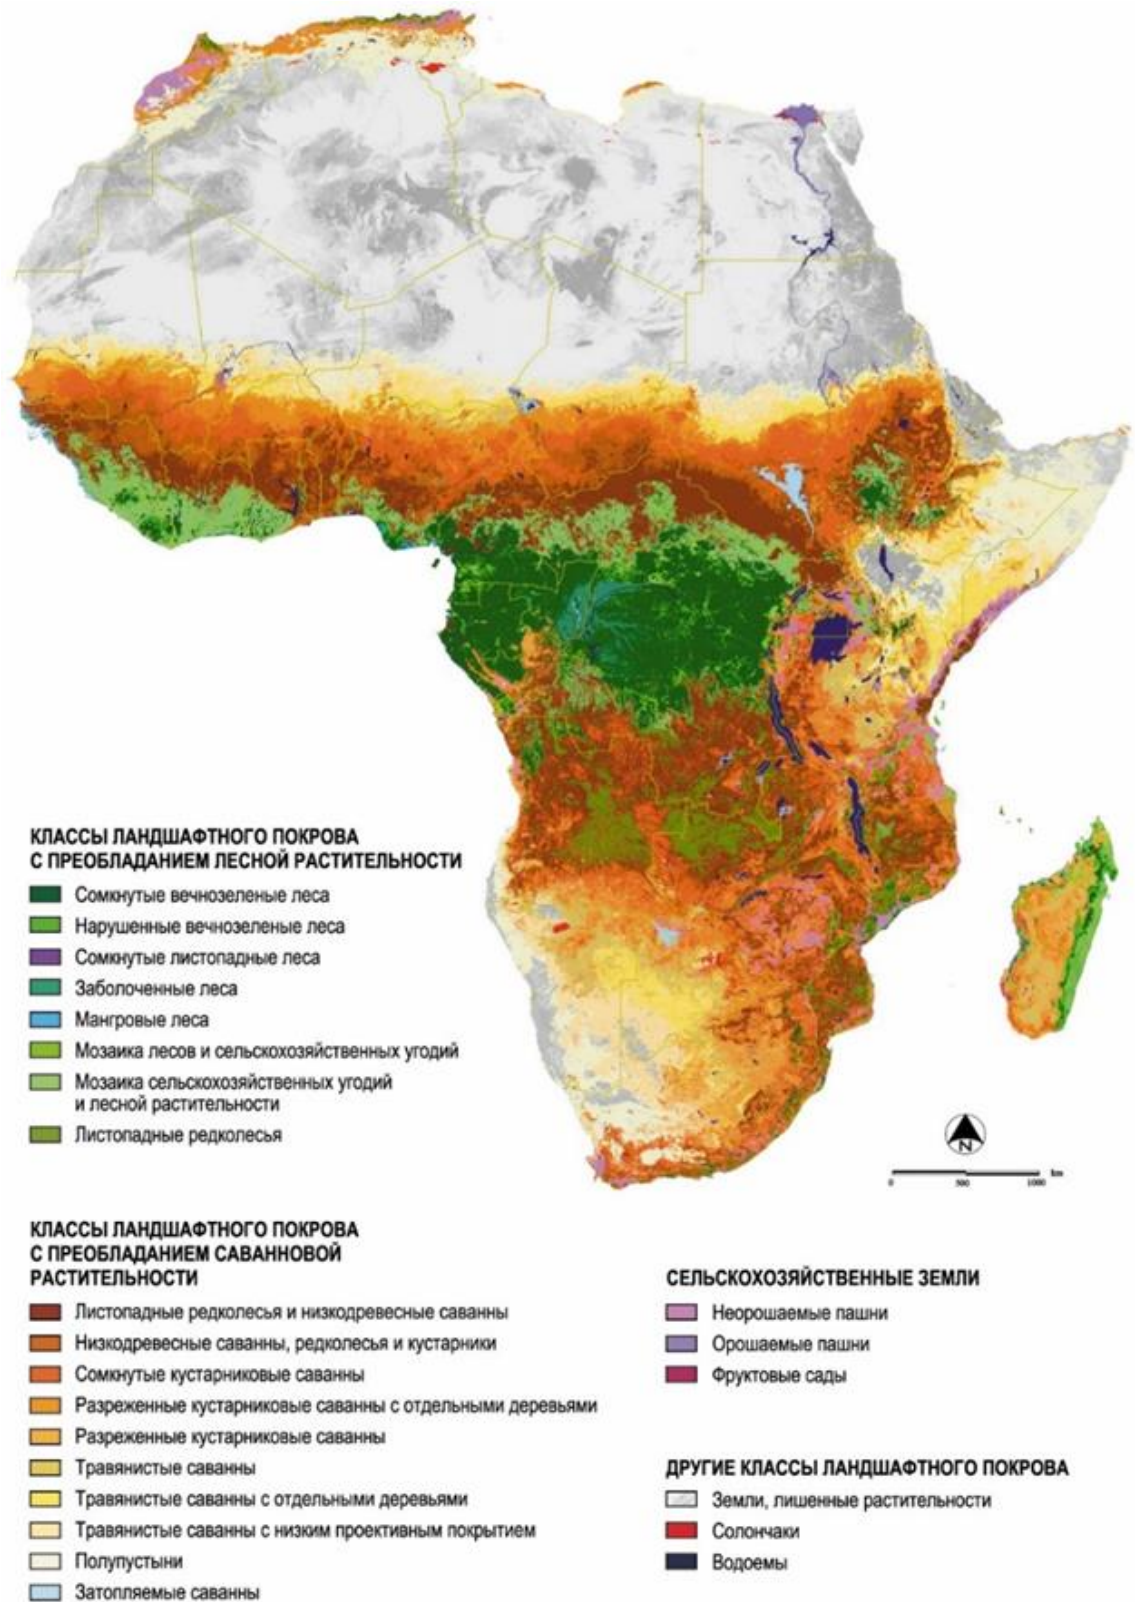 КЛАССЫ ЛАНДШАФТНОГО ПОКРОВА
С ПРЕОБЛАДАНИЕМ ЛЕСНОЙ РАСТИТЕЛЬНОСТИ
Сомкнутые вечнозеленые леса
Нарушенные вечнозеленые леса
Сомкнутые листопадные леса
Заболоченные леса
Мангровые леса
Мозаика лесов и сельскохозяйственных угодий
Мозаика сельскохозяйственных угодий
и лесной растительности
Листопадные редколесья
N
km
0 500 1000
КЛАССЫ ЛАНДШАФТНОГО ПОКРОВА
С ПРЕОБЛАДАНИЕМ САВАННОВОЙ
РАСТИТЕЛЬНОСТИ
Листопадные редколесья и низкодревесные саванны
Низкодревесные саванны, редколесья и кустарники
Сомкнутые кустарниковые саванны
Разреженные кустарниковые саванны с отдельными деревьями
Разреженные кустарниковые саванны
Травянистые саванны
Травянистые саванны с отдельными деревьями
Травянистые саванны с низким проективным покрытием
Полупустыни
Затопляемые саванны
СЕЛЬСКОХОЗЯЙСТВЕННЫЕ ЗЕМЛИ
Неорошаемые пашни
Орошаемые пашни
Фруктовые сады
ДРУГИЕ КЛАССЫ ЛАНДШАФТНОГО ПОКРОВА
Земли, лишенные растительности
Солончаки
Водоемы